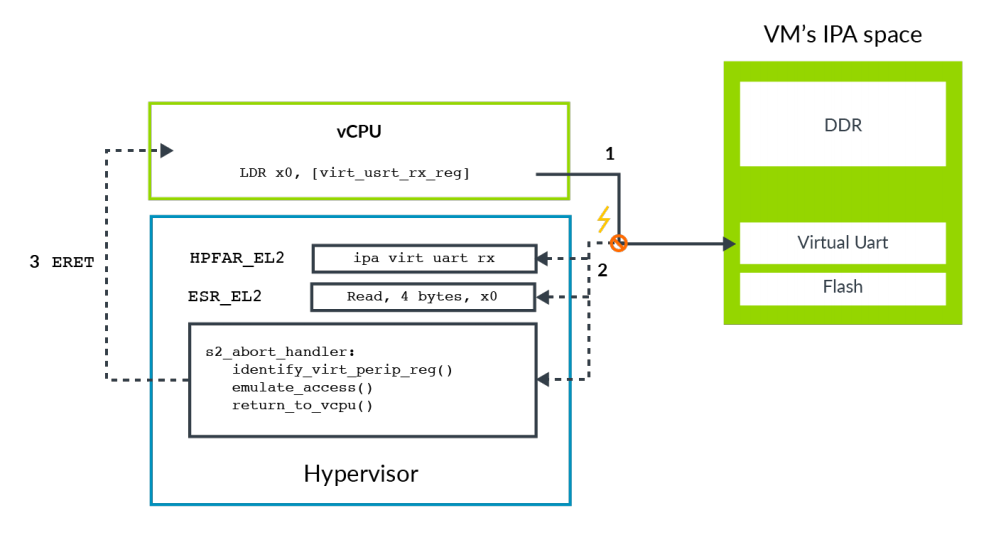 VM's IPA space
DDR
vCPU
1
LDR x0, [virt_usrt_rx_reg]
Virtual Uart
3 ERET
HPFAR_EL2
ipa virt uart rx
2
Flash
ESR_EL2
Read, 4 bytes, x0
s2_abort_handler:
identify_virt_perip_reg()
emulate_access()
return_to_vcpu()
Hypervisor